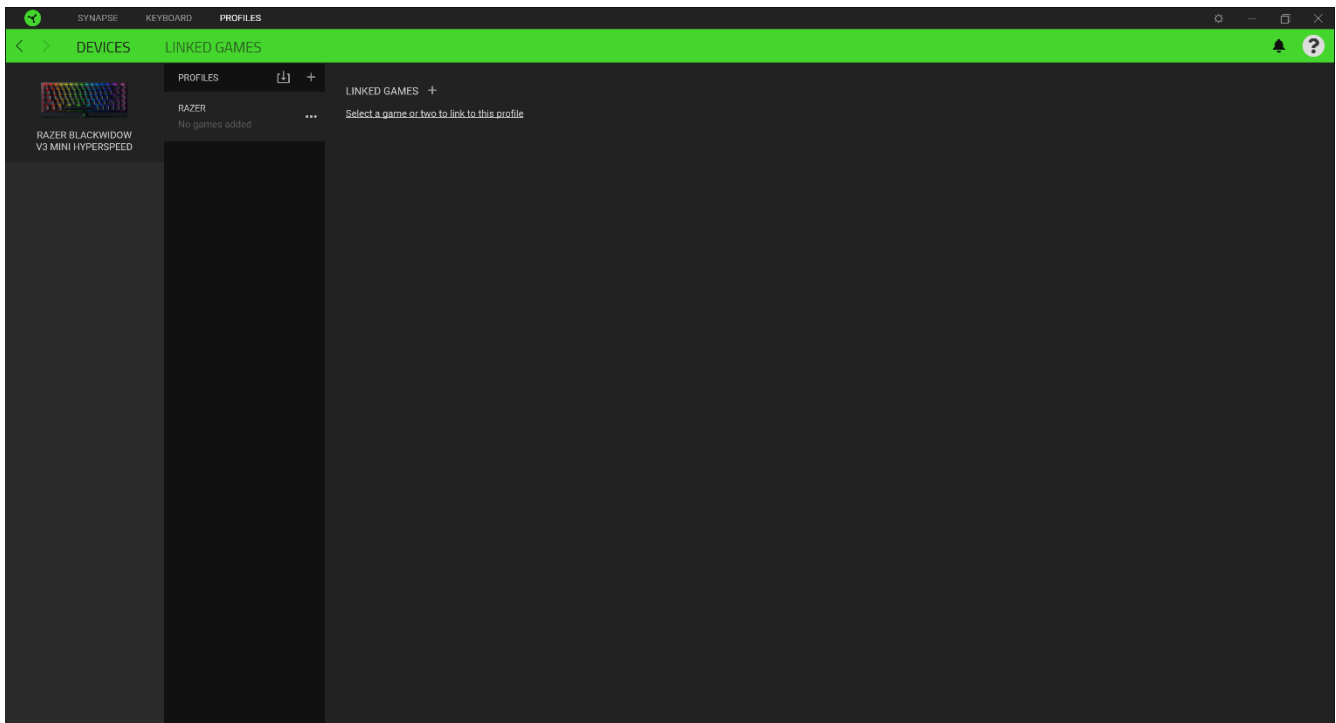 SYNAPSE KEYBOARD PROFILES
DEVICES LINKED GAMES
RAZER BLACKWIDOW
V3 MINI HYPERSPEED
PROFILES
RAZER
No games added
LINKED GAMES
Select a game or two to link to this profile